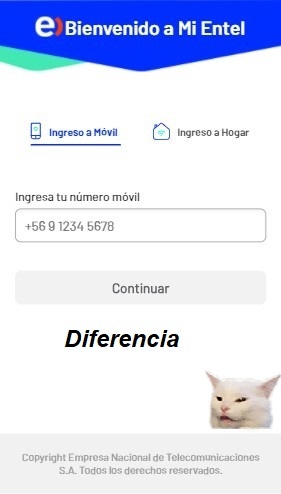 e) Bienvenido a Mi Entel
Ingreso a Móvil
Ingreso a Hogar
Ingresa tu número móvil
+56 9 1234 5678
Continuar
Diferencia
Copyright Empresa Nacional de Telecomunicaciones
S.A. Todos los derechos reservados.